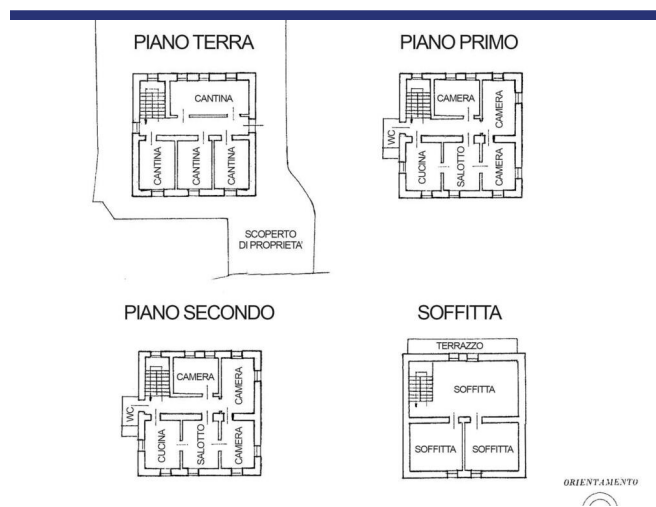 PIANO TERRA
CANTINA
CANTINA
CANTINA
CANTINA
SCOPERTO
DI PROPRIETA'
PIANO PRIMO
CAMERA
CAMERA
WC
CUCINA
SALOTTO
CAMERA
PIANO SECONDO
CAMERA
CAMERA
WC
CUCINA
SALOTTO
CAMERA
SOFFITTA
TERRAZZO
SOFFITTA
SOFFITTA
SOFFITTA
ORIENTAMENTO